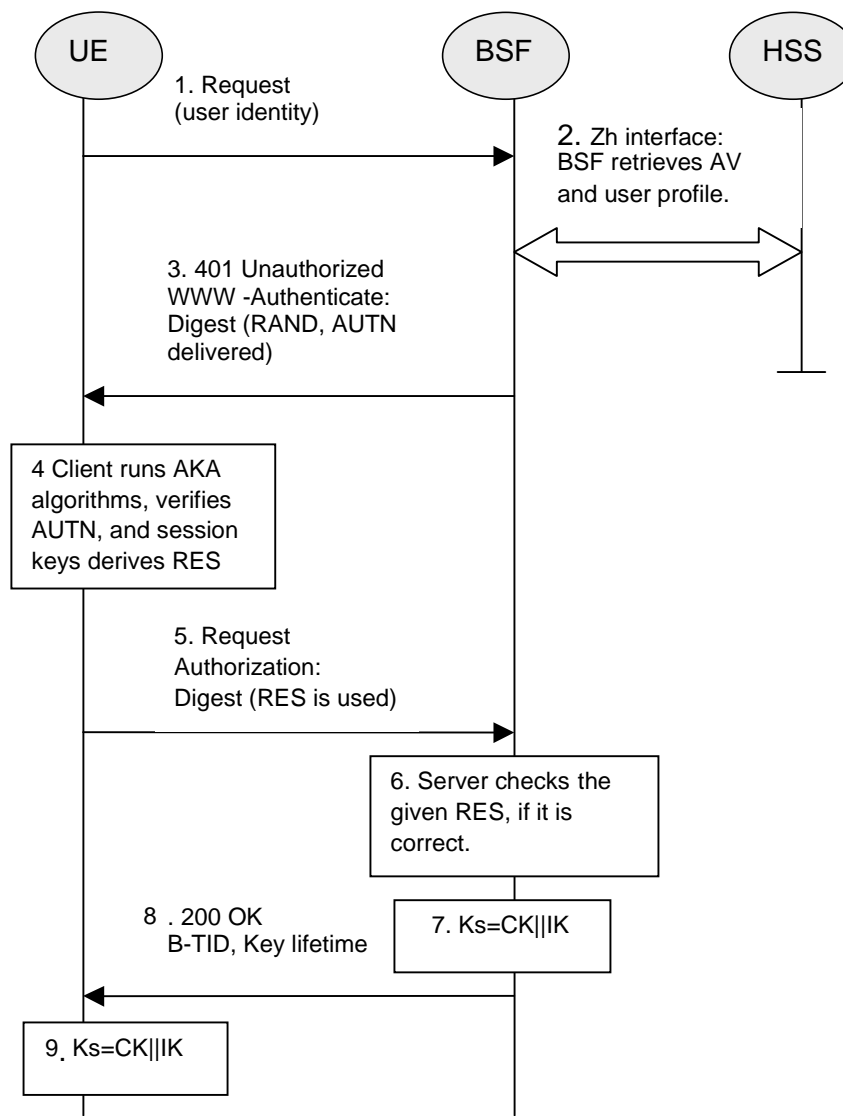 UE
BSF
HSS
1. Request
(user identity)
2. Zh interface:
BSF retrieves AV
and user profile.
3. 401 Unauthorized
WWW -Authenticate:
Digest (RAND, AUTN
delivered)
4 Client runs AKA
algorithms, verifies
AUTN, and session
keys derives RES
5. Request
Authorization:
Digest (RES is used)
6. Server checks the
given RES, if it is
correct.
7. Ks=CK||IK
8 . 200 OK
B-TID, Key lifetime
9. Ks=CK||IK